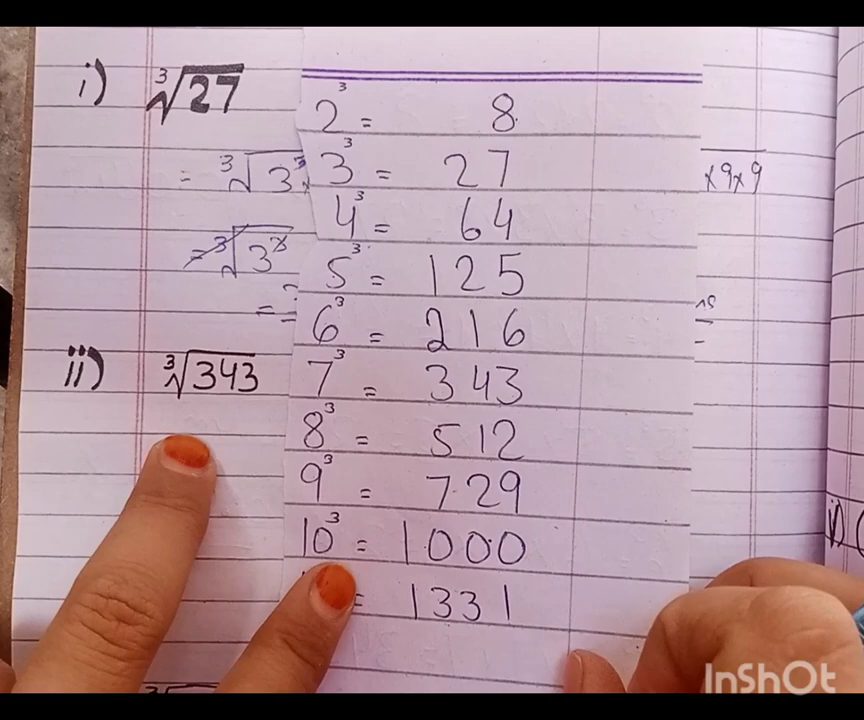 i) ∛27
= ∛3³
= ∛3³
=
ii) ∛343
2³ = 8
3³ = 27
4³ = 64
5³ = 125
6³ = 216
7³ = 343
8³ = 512
9³ = 729
10³ = 1000
= 1331
×9×9
InShOt